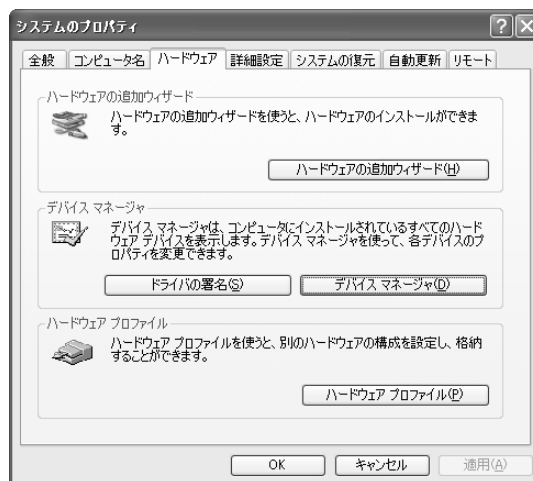 システムのプロパティ
全般 コンピュータ名 ハードウェア 詳細設定 システムの復元 自動更新 リモート
ハードウェアの追加ウィザード
ハードウェアの追加ウィザードを使うと、ハードウェアのインストールができま
す。
ハードウェアの追加ウィザード(H)
デバイス マネージャ
デバイス マネージャは、コンピュータにインストールされているすべてのハード
ウェア デバイスを表示します。デバイス マネージャを使って、各デバイスのプ
ロパティを変更できます。
ドライバの署名(S) デバイス マネージャ(D)
ハードウェア プロファイル
ハードウェア プロファイルを使うと、別のハードウェアの構成を設定し、格納
することができます。
ハードウェア プロファイル(P)
OK キャンセル 適用(A)